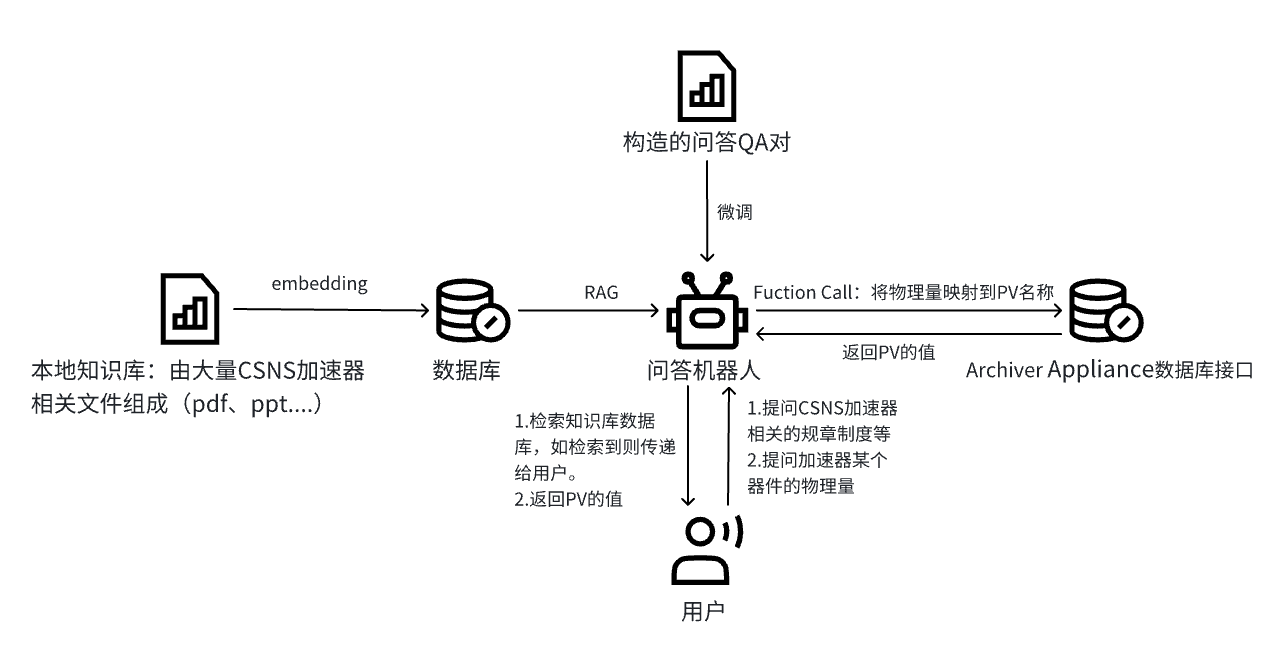 构造的问答QA对
微调
embedding
RAG
Fuction Call：将物理量映射到PV名称
返回PV的值
本地知识库：由大量CSNS加速器
相关文件组成（pdf、ppt....）
数据库
问答机器人
Archiver Appliance数据库接口
1.检索知识库数据
库，如检索到则传递
给用户。
2.返回PV的值
1.提问CSNS加速器
相关的规章制度等
2.提问加速器某个
器件的物理量
用户